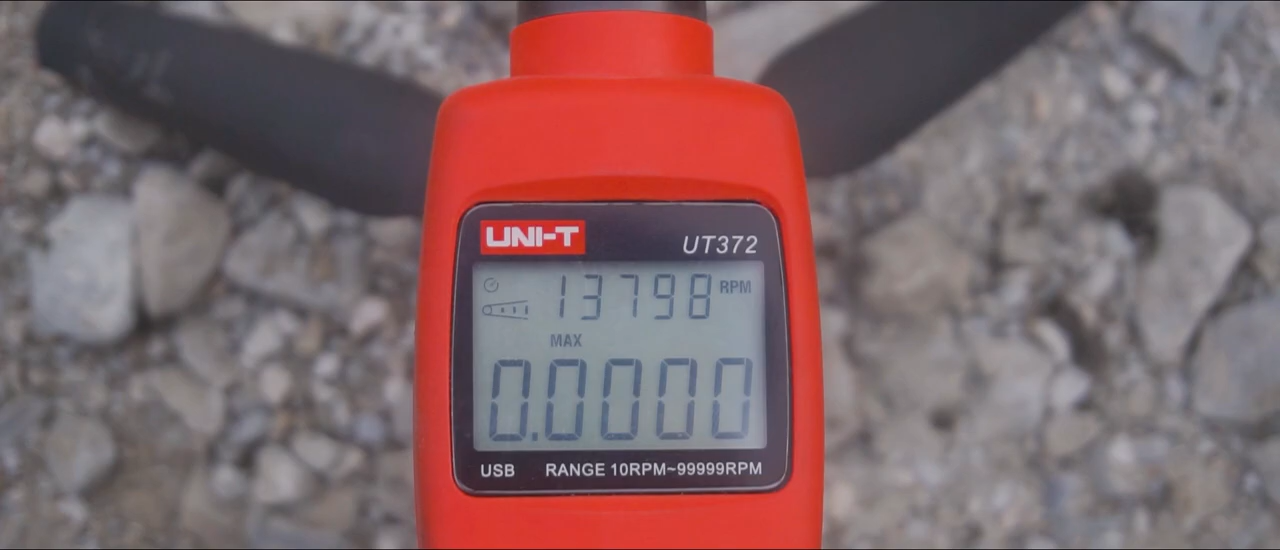 UNI-T
UT372
13798 RPM
MAX
0.0000
USB RANGE 10RPM~99999RPM